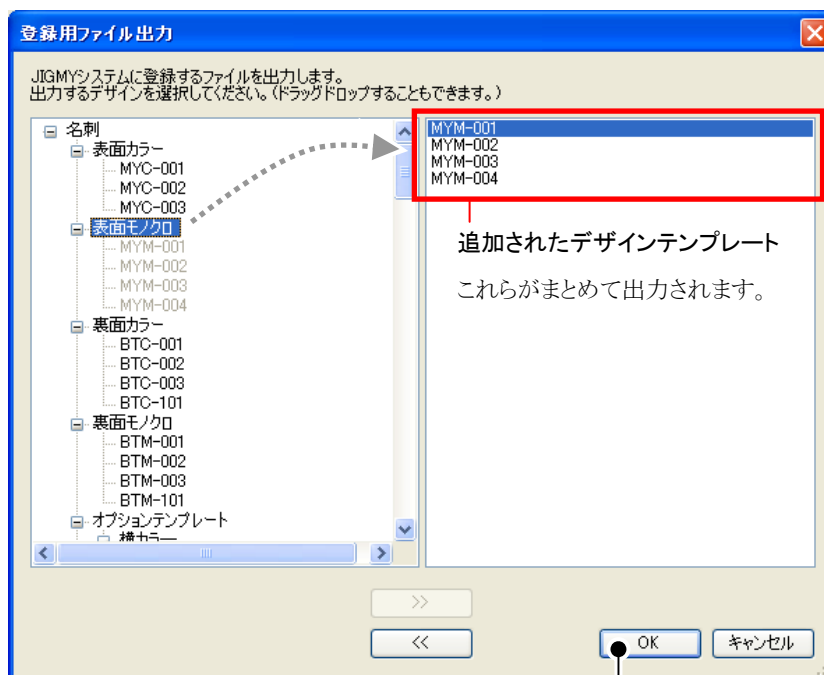 登録用ファイル出力
JIGMYシステムに登録するファイルを出力します。
出力するデザインを選択してください。（ドラッグドロップすることもできます。）
名刺
表面カラー
MYC-001
MYC-002
MYC-003
表面モノクロ
MYM-001
MYM-002
MYM-003
MYM-004
裏面カラー
BTC-001
BTC-002
BTC-003
BTC-101
裏面モノクロ
BTM-001
BTM-002
BTM-003
BTM-101
オプションテンプレート
横カラー
MYM-001
MYM-002
MYM-003
MYM-004
追加されたデザインテンプレート
これらがまとめて出力されます。
>>
<<
OK
キャンセル